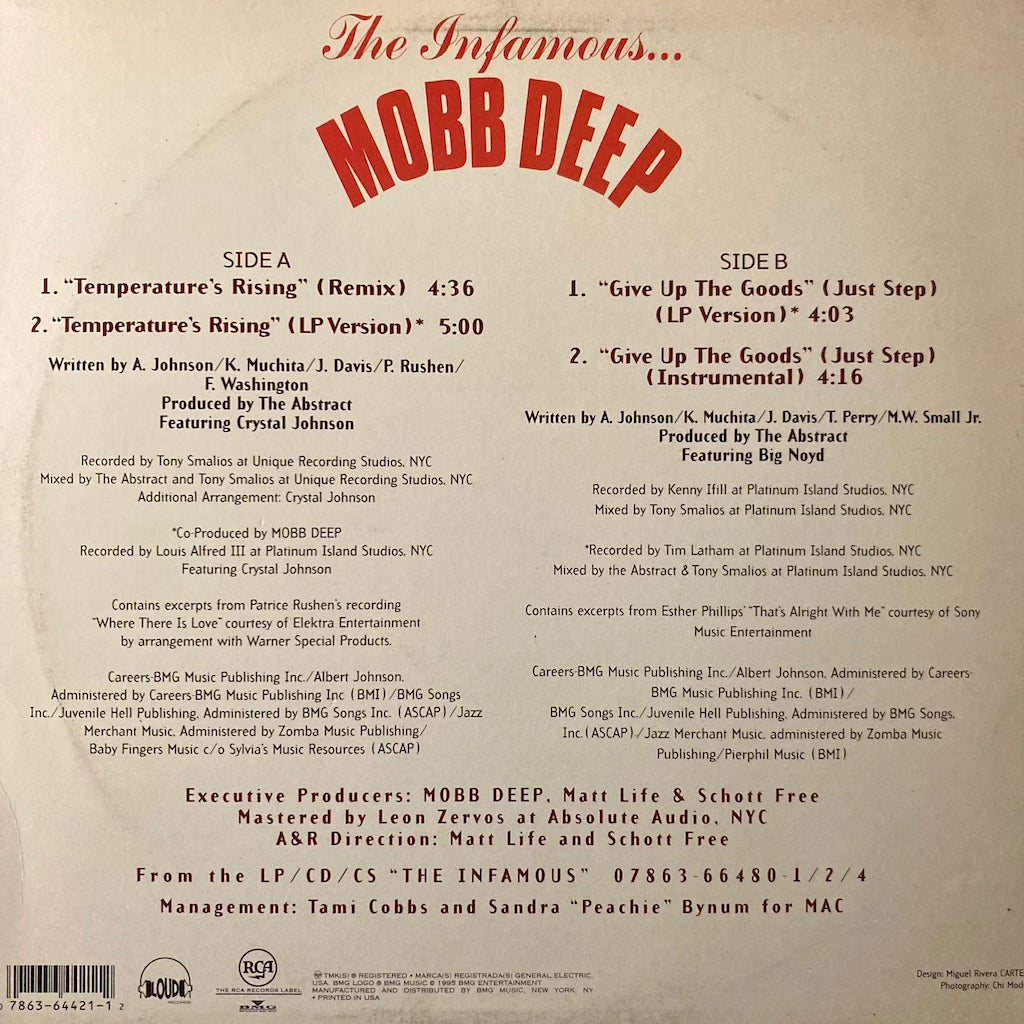 The Infamous...
MOBB DEEP
SIDE A
1. "Temperature's Rising" (Remix) 4:36
2. "Temperature's Rising" (LP Version)* 5:00
Written by A. Johnson/K. Muchita/J. Davis/P. Rushen/
F. Washington
Produced by The Abstract
Featuring Crystal Johnson
Recorded by Tony Smalios at Unique Recording Studios, NYC
Mixed by The Abstract and Tony Smalios at Unique Recording Studios, NYC
Additional Arrangement: Crystal Johnson
*Co-Produced by MOBB DEEP
Recorded by Louis Alfred III at Platinum Island Studios, NYC
Featuring Crystal Johnson
Contains excerpts from Patrice Rushen's recording
"Where There Is Love" courtesy of Elektra Entertainment
by arrangement with Warner Special Products.
Careers-BMG Music Publishing Inc./Albert Johnson,
Administered by Careers-BMG Music Publishing Inc (BMI)/BMG Songs
Inc./Juvenile Hell Publishing, Administered by BMG Songs Inc. (ASCAP)/Jazz
Merchant Music, Administered by Zomba Music Publishing/
Baby Fingers Music c/o Sylvia's Music Resources (ASCAP)
SIDE B
1. "Give Up The Goods" (Just Step)
(LP Version)* 4:03
2. "Give Up The Goods" (Just Step)
(Instrumental) 4:16
Written by A. Johnson/K. Muchita/J. Davis/T. Perry/M.W. Small Jr.
Produced by The Abstract
Featuring Big Noyd
Recorded by Kenny Ifill at Platinum Island Studios, NYC
Mixed by Tony Smalios at Platinum Island Studios, NYC
*Recorded by Tim Latham at Platinum Island Studios, NYC
Mixed by the Abstract & Tony Smalios at Platinum Island Studios, NYC
Contains excerpts from Esther Phillips' "That's Alright With Me" courtesy of Sony
Music Entertainment
Careers-BMG Music Publishing Inc./Albert Johnson, Administered by Careers-
BMG Music Publishing Inc. (BMI)/
BMG Songs Inc./Juvenile Hell Publishing, Administered by BMG Songs,
Inc.(ASCAP)/Jazz Merchant Music, administered by Zomba Music
Publishing/Pierphil Music (BMI)
Executive Producers: MOBB DEEP, Matt Life & Schott Free
Mastered by Leon Zervos at Absolute Audio, NYC
A&R Direction: Matt Life and Schott Free
From the LP/CD/CS "THE INFAMOUS" 07863-66480-1/2/4
Management: Tami Cobbs and Sandra "Peachie" Bynum for MAC
0 7863-64421-1 2
LOUD
RECORDS
RCA
THE RCA RECORDS LABEL
BMG
TMK(S) ® REGISTERED • MARCA(S) REGISTRADA(S) GENERAL ELECTRIC,
USA. BMG LOGO ® BMG MUSIC © 1995 BMG ENTERTAINMENT
MANUFACTURED AND DISTRIBUTED BY BMG MUSIC, NEW YORK, NY
• PRINTED IN USA
Design: Miguel Rivera CARTE
Photography: Chi Mod